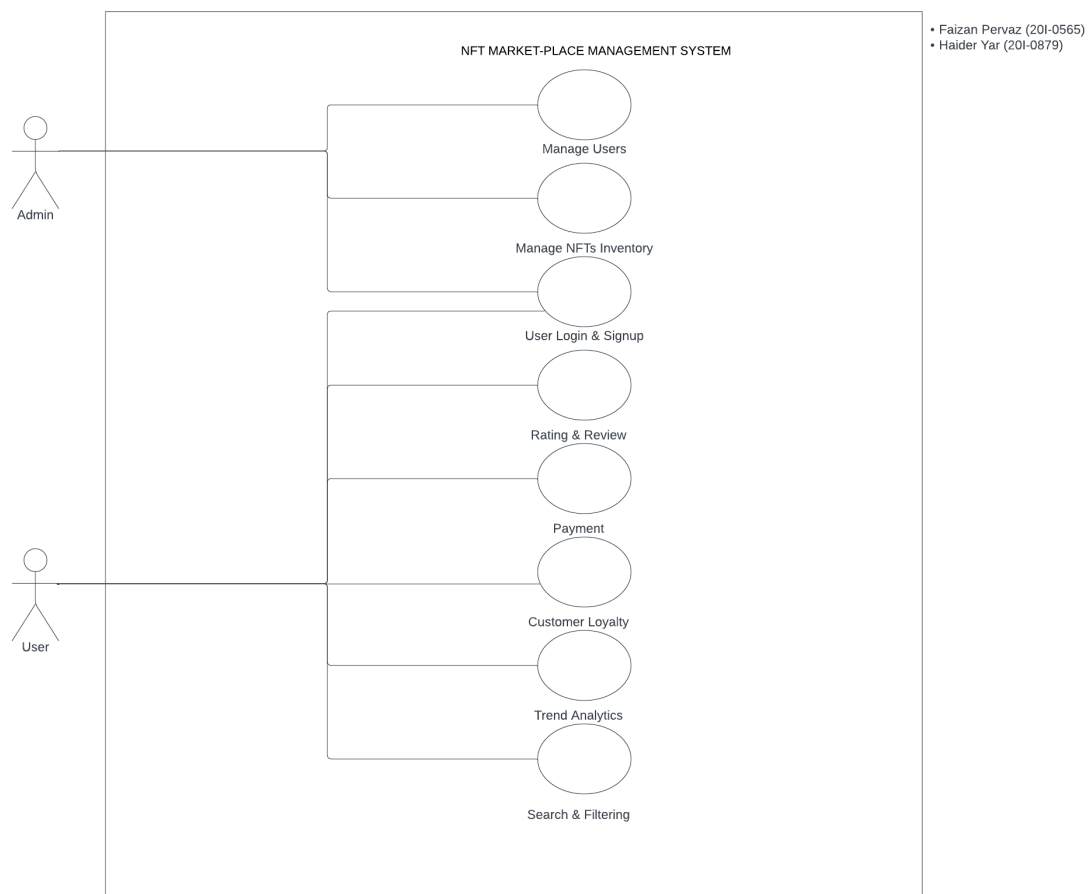 • Faizan Pervaz (20I-0565)
• Haider Yar (20I-0879)
NFT MARKET-PLACE MANAGEMENT SYSTEM
Manage Users
Admin
Manage NFTs Inventory
User Login & Signup
Rating & Review
Payment
Customer Loyalty
User
Trend Analytics
Search & Filtering